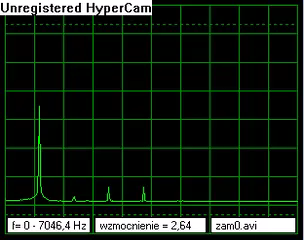 Unregistered HyperCam
f= 0 - 7046,4 Hz
wzmocnienie = 2,64
zam0.avi